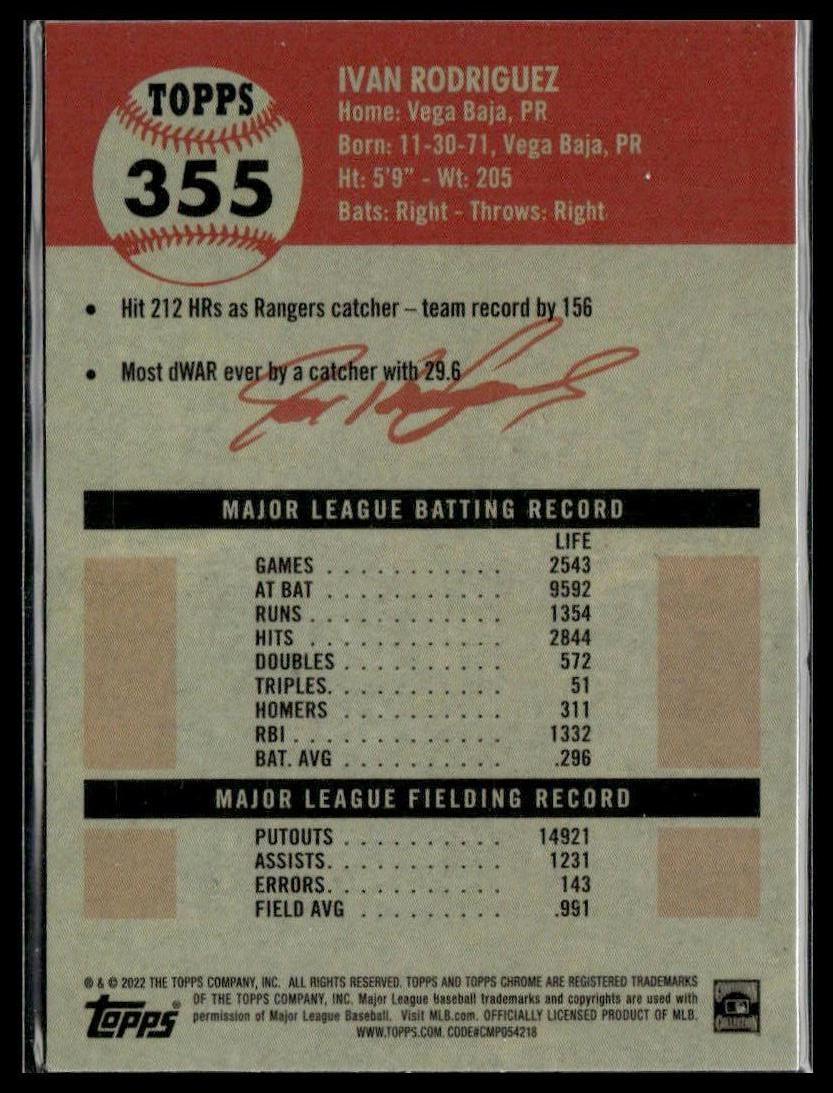 TOPPS
355
IVAN RODRIGUEZ
Home: Vega Baja, PR
Born: 11-30-71, Vega Baja, PR
Ht: 5'9" - Wt: 205
Bats: Right - Throws: Right
• Hit 212 HRs as Rangers catcher – team record by 156
• Most dWAR ever by a catcher with 29.6
MAJOR LEAGUE BATTING RECORD
LIFE
GAMES . . . . . . . . . . . 2543
AT BAT . . . . . . . . . . . 9592
RUNS . . . . . . . . . . . . 1354
HITS . . . . . . . . . . . 2844
DOUBLES . . . . . . . . . . 572
TRIPLES. . . . . . . . . . . 51
HOMERS . . . . . . . . . . 311
RBI . . . . . . . . . . . . . 1332
BAT. AVG . . . . . . . . . . .296
MAJOR LEAGUE FIELDING RECORD
PUTOUTS . . . . . . . . . . 14921
ASSISTS. . . . . . . . . . . 1231
ERRORS. . . . . . . . . . . 143
FIELD AVG . . . . . . . . . .991
® & © 2022 THE TOPPS COMPANY, INC. ALL RIGHTS RESERVED. TOPPS AND TOPPS CHROME ARE REGISTERED TRADEMARKS
OF THE TOPPS COMPANY, INC. Major League Baseball trademarks and copyrights are used with
permission of Major League Baseball. Visit MLB.com. OFFICIALLY LICENSED PRODUCT OF MLB.
WWW.TOPPS.COM. CODE#CMP054218
Topps®